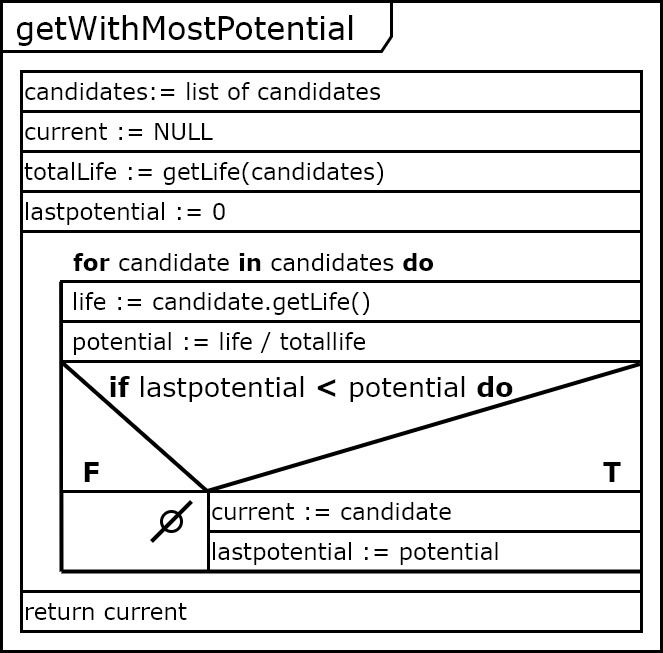 getWithMostPotential
candidates:= list of candidates
current := NULL
totalLife := getLife(candidates)
lastpotential := 0
for candidate in candidates do
life := candidate.getLife()
potential := life / totallife
if lastpotential < potential do
F
T
current := candidate
lastpotential := potential
return current